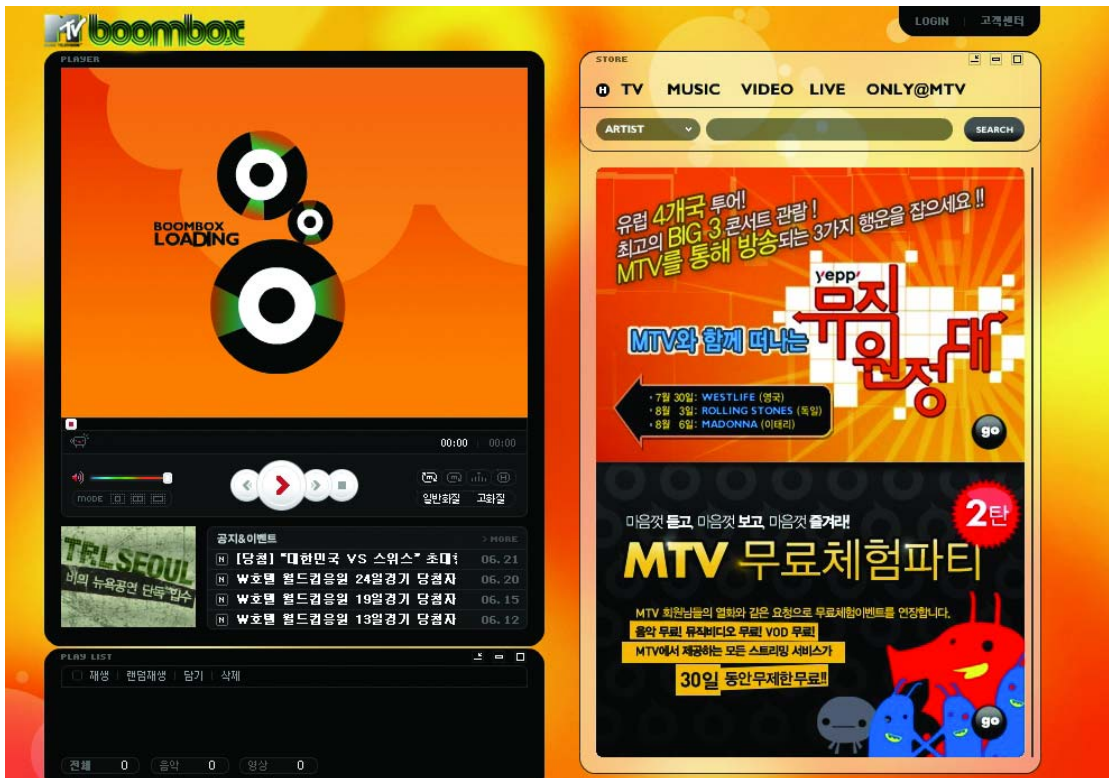 MTV boombox
LOGIN 고객센터
PLAYER
BOOMBOX
LOADING
00:00 00:00
MODE
일반화질 고화질
TRL SEOUL
비의 뉴욕공연 단독 입수
공지&이벤트 > MORE
N [당첨] "대한민국 VS 스위스" 초대 06.21
N W호텔 월드컵응원 24일경기 당첨자 06.20
N W호텔 월드컵응원 19일경기 당첨자 06.15
N W호텔 월드컵응원 13일경기 당첨자 06.12
PLAY LIST
재생 랜덤재생 담기 삭제
전체 0 음악 0 영상 0
STORE
H TV MUSIC VIDEO LIVE ONLY@MTV
ARTIST SEARCH
유럽 4개국 투어!
최고의 BIG 3 콘서트 관람!
MTV를 통해 방송되는 3가지 행운을 잡으세요 !!
yepp'
MTV와 함께 떠나는
뮤직원정대
· 7월 30일: WESTLIFE (영국)
· 8월 3일: ROLLING STONES (독일)
· 8월 6일: MADONNA (이태리)
go
2탄
마음껏 듣고, 마음껏 보고, 마음껏 즐겨라!
MTV 무료체험파티
MTV 회원님들의 열화와 같은 요청으로 무료체험이벤트를 연장합니다.
음악 무료! 뮤직비디오 무료! VOD 무료!
MTV에서 제공하는 모든 스트리밍 서비스가
30일 동안 무제한 무료!!
go